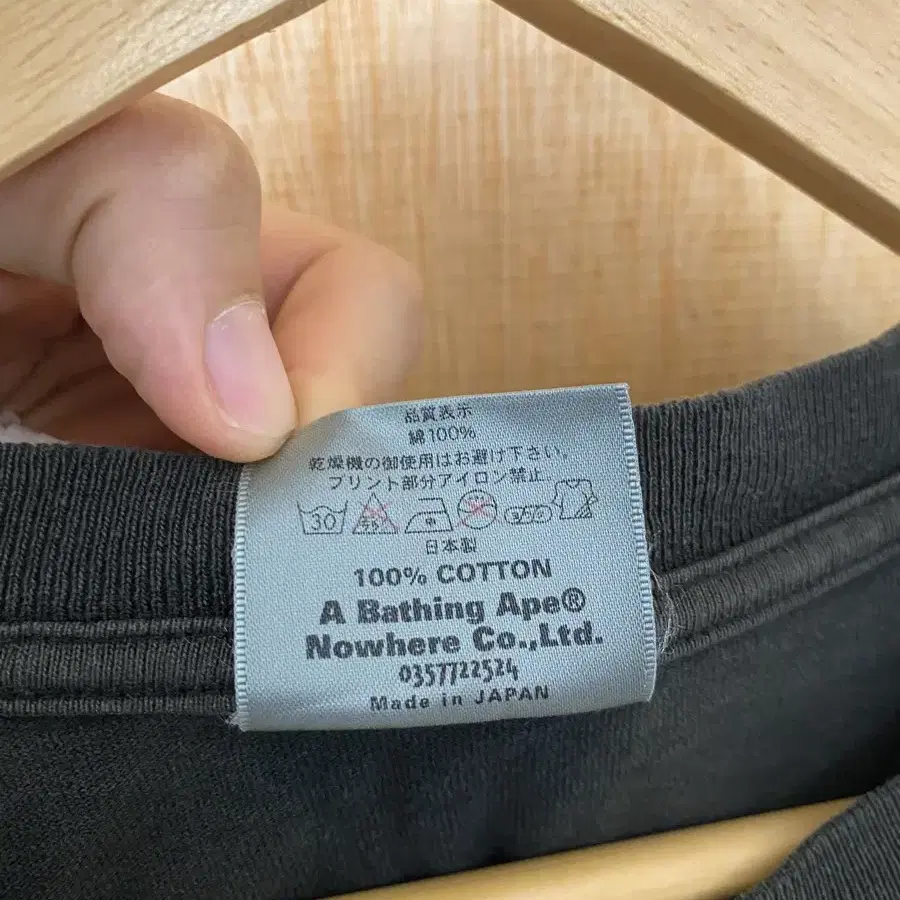 品質表示
綿100%
乾燥機の御使用はお避け下さい。
プリント部分アイロン禁止
30 中
日本製
100% COTTON
A Bathing Ape®
Nowhere Co.,Ltd.
0357722524
Made in JAPAN